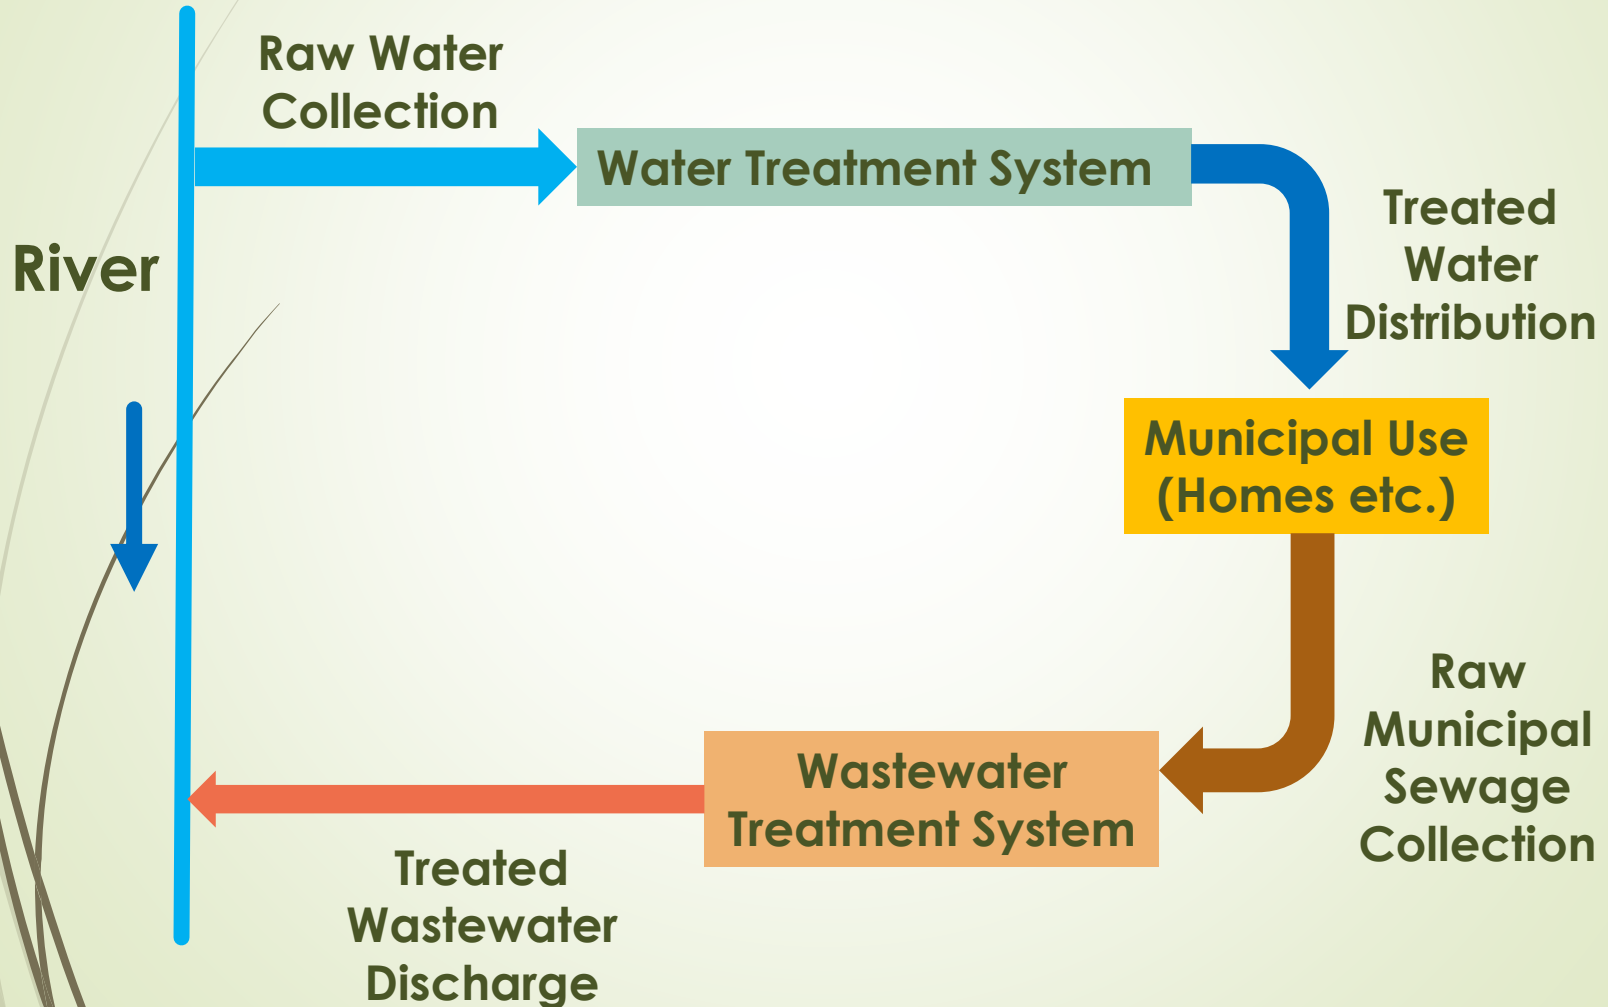 Raw Water
Collection
Water Treatment System
Treated
Water
Distribution
River
Municipal Use
(Homes etc.)
Raw
Municipal
Sewage
Collection
Wastewater
Treatment System
Treated
Wastewater
Discharge